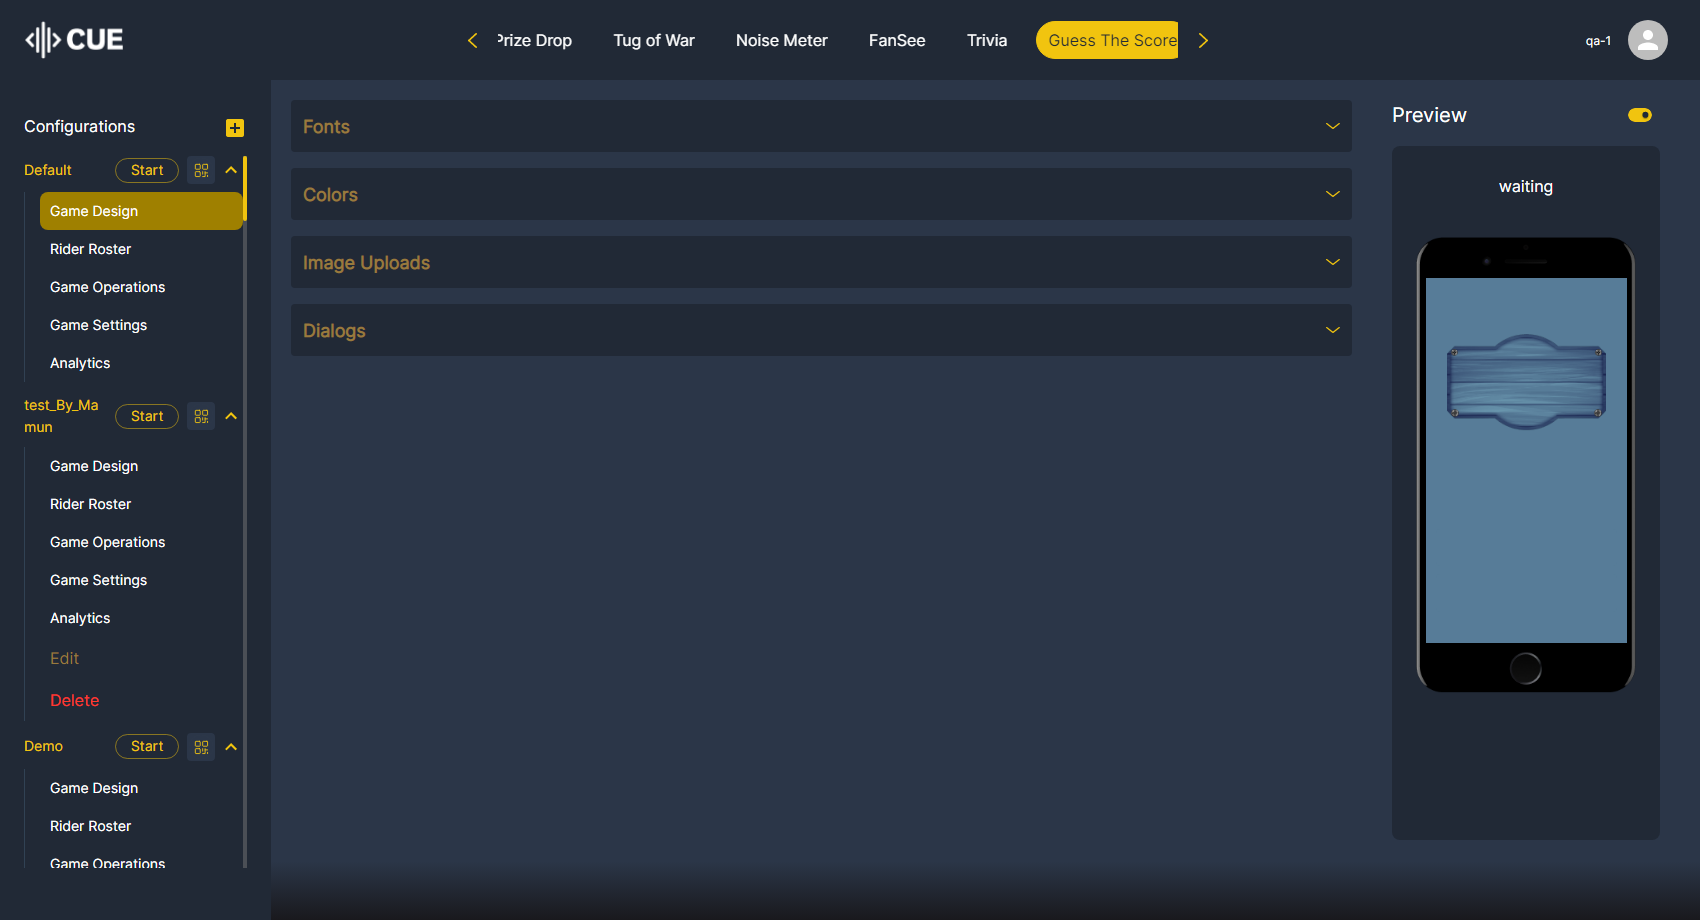 CUE
Prize Drop
Tug of War
Noise Meter
FanSee
Trivia
Guess The Score
qa-1
Configurations
Default
Start
Game Design
Rider Roster
Game Operations
Game Settings
Analytics
test_By_Ma
mun
Start
Game Design
Rider Roster
Game Operations
Game Settings
Analytics
Edit
Delete
Demo
Start
Game Design
Rider Roster
Game Operations
Fonts
Colors
Image Uploads
Dialogs
Preview
waiting